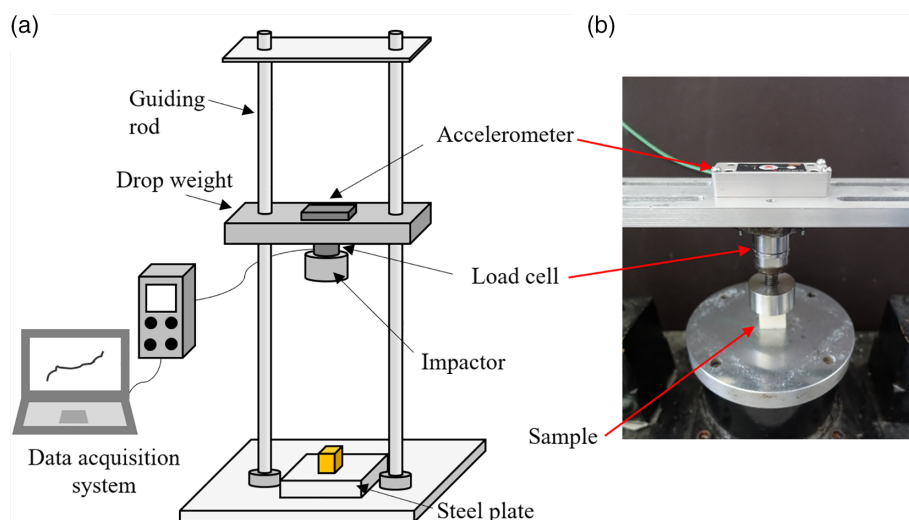 (a)
(b)
Guiding
rod
Accelerometer
Drop weight
Load cell
Impactor
Sample
Data acquisition
system
Steel plate